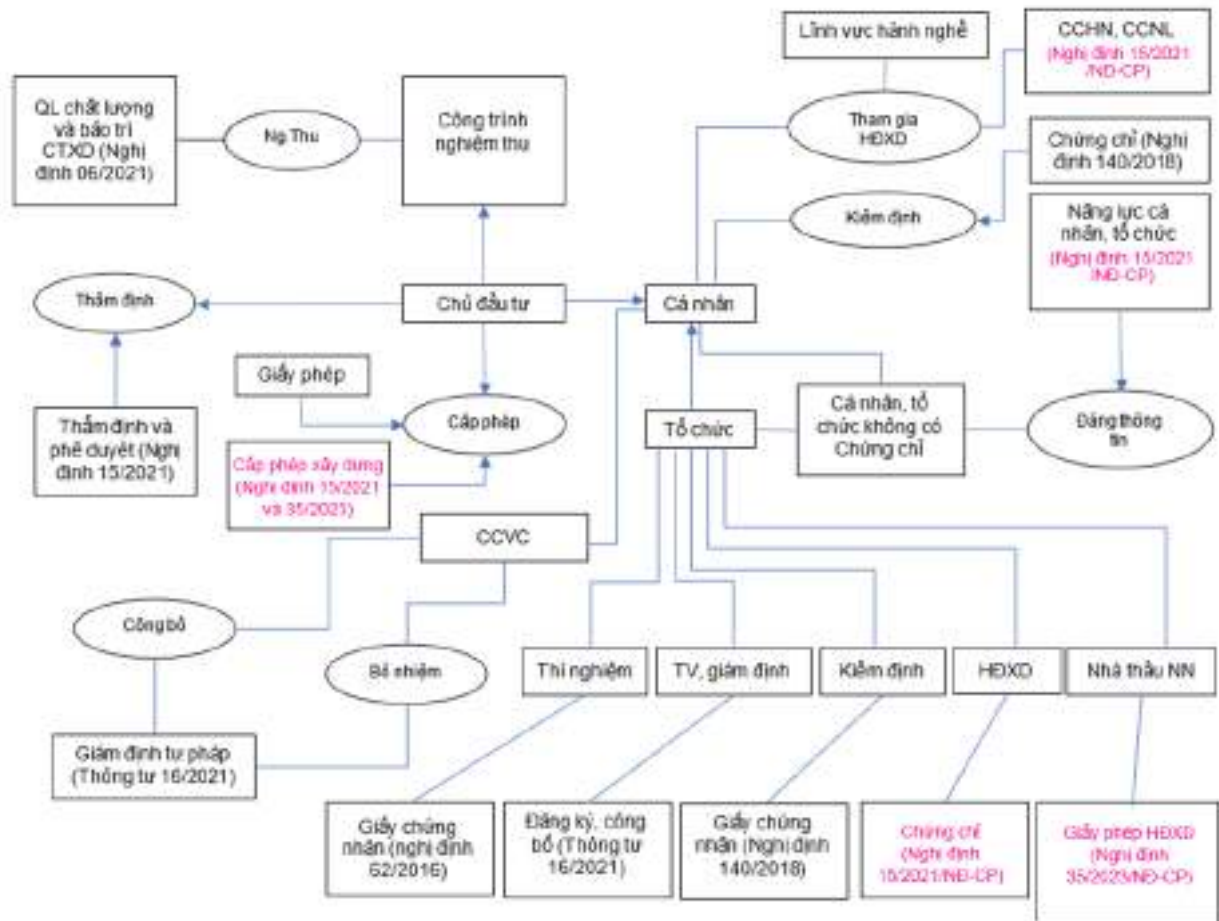 Lĩnh vực hành nghề
CCHN, CCNL
(Nghị định 15/2021
/NĐ-CP)
QL chất lượng
và bảo trì
CTXD (Nghị
định 06/2021)
Ng Thu
Công trình
nghiệm thu
Tham gia
HĐXD
Chứng chỉ (Nghị
định 140/2018)
Kiểm định
Năng lực cá
nhân, tổ chức
(Nghị định 15/2021
/NĐ-CP)
Thẩm định
Chủ đầu tư
Cá nhân
Giấy phép
Cấp phép
Tổ chức
Cá nhân, tổ
chức không có
Chứng chỉ
Đăng thông
tin
Thẩm định và
phê duyệt (Nghị
định 15/2021)
Cấp phép xây dựng
(Nghị định 15/2021
và 35/2021)
CCVC
Công bố
Bổ nhiệm
Thí nghiệm
TV, giám định
Kiểm định
HĐXD
Nhà thầu NN
Giám định tư pháp
(Thông tư 16/2021)
Giấy chứng
nhận (nghị định
62/2016)
Đăng ký, công
bố (Thông tư
16/2021)
Giấy chứng
nhận (Nghị định
140/2018)
Chứng chỉ
(Nghị định
15/2021/NĐ-CP)
Giấy phép HĐXD
(Nghị định
35/2023/NĐ-CP)